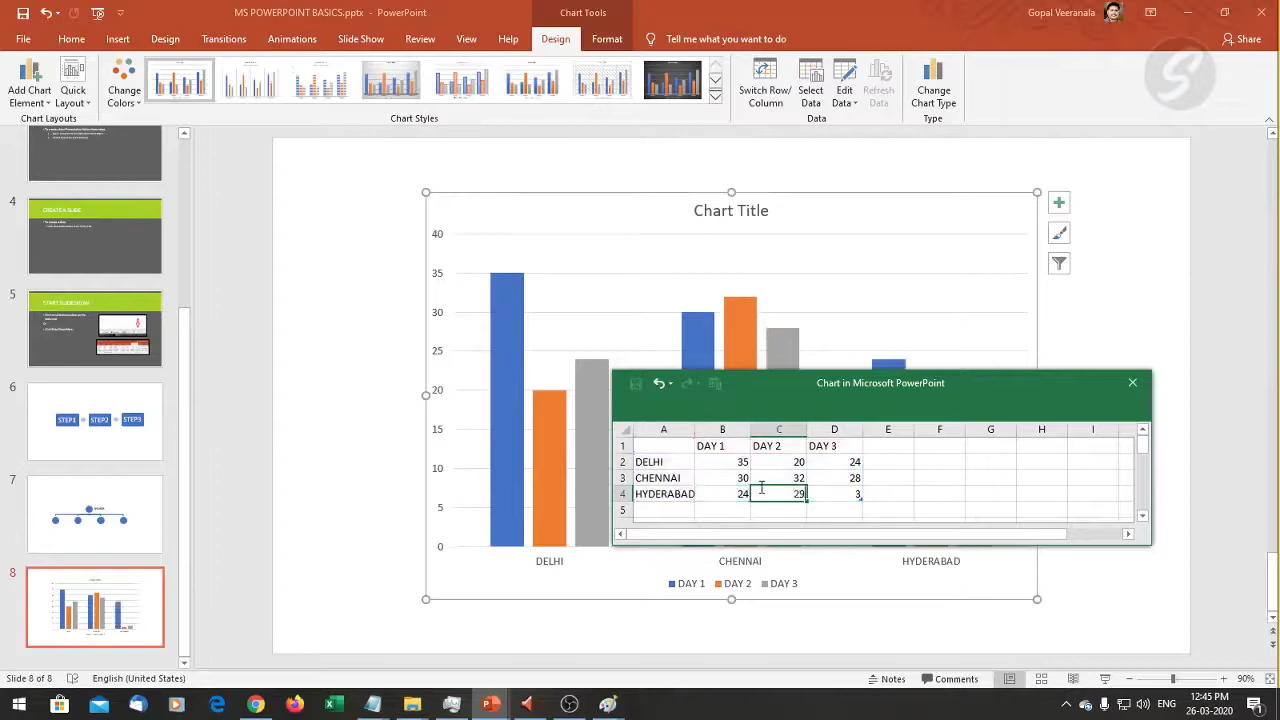 MS POWERPOINT BASICS.pptx - PowerPoint
Chart Tools
Gopal Veeranala
File Home Insert Design Transitions Animations Slide Show Review View Help Design Format Tell me what you want to do Share
Add Chart Element
Quick Layout
Change Colors
Switch Row/ Column
Select Data
Edit Data
Refresh Data
Change Chart Type
Chart Layouts
Chart Styles
Data
Type
4
CREATE A SLIDE
5
START SLIDESHOW
6
STEP1 STEP2 STEP3
7
8
Chart Title
40
35
30
25
20
15
10
5
0
DELHI CHENNAI HYDERABAD
DAY 1 DAY 2 DAY 3
Chart in Microsoft PowerPoint
A B C D E F G H I
1 DAY 1 DAY 2 DAY 3
2 DELHI 35 20 24
3 CHENNAI 30 32 28
4 HYDERABAD 24 29 3
5
Slide 8 of 8 English (United States) Notes Comments 90%
ENG
12:45 PM
26-03-2020